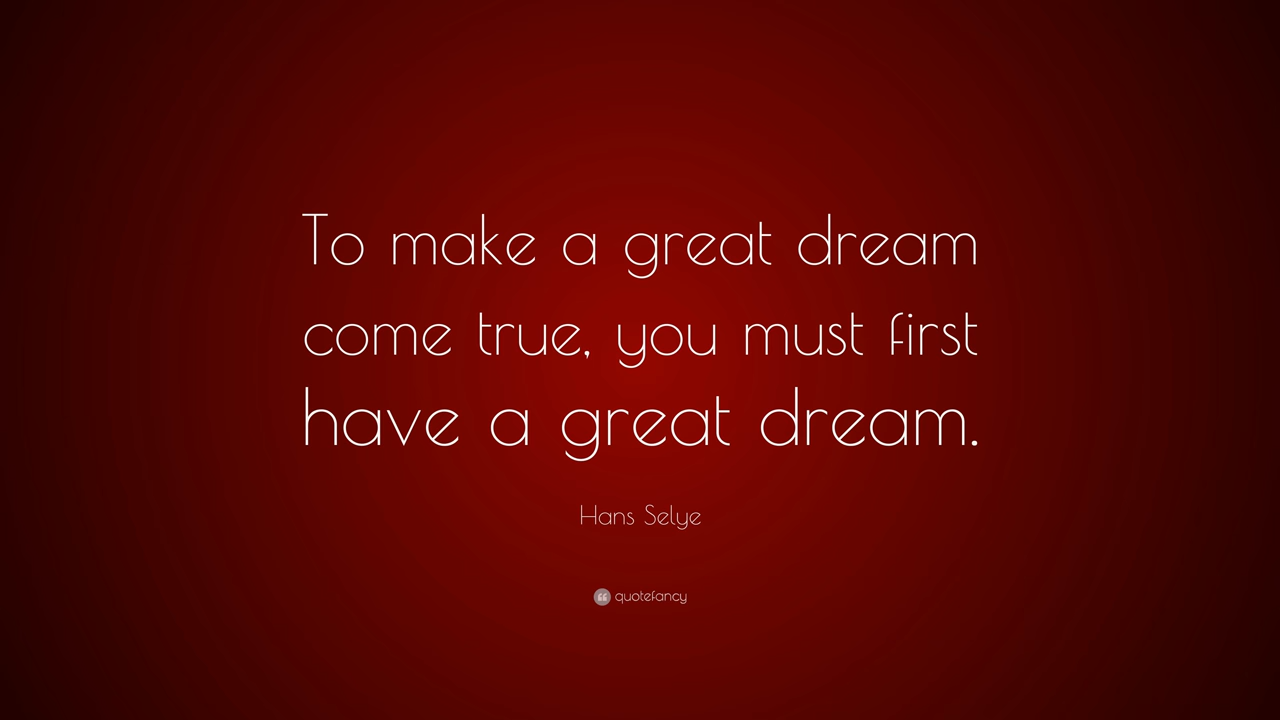 To make a great dream
come true, you must first
have a great dream.
Hans Selye
quotefancy